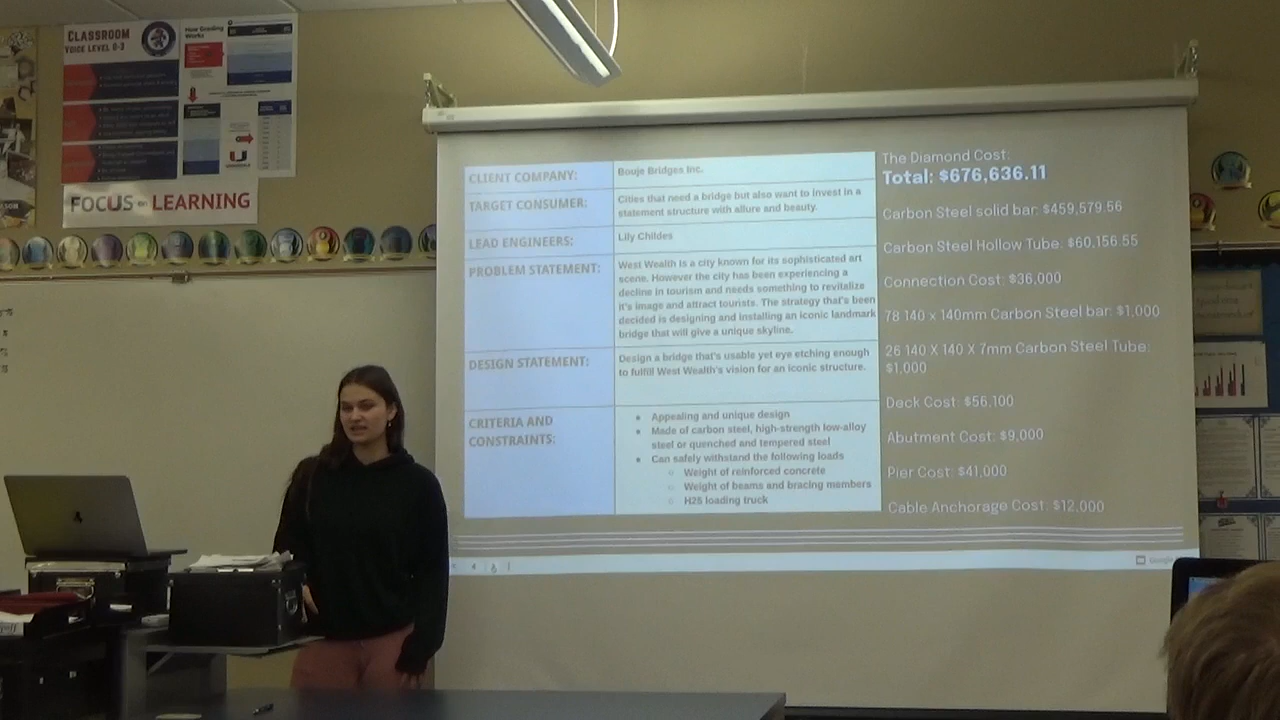 CLASSROOM
VOICE LEVEL 0-3
How Grading
Works
FOCUS on LEARNING
CLIENT COMPANY:
Bouje Bridges Inc.
TARGET CONSUMER:
Cities that need a bridge but also want to invest in a
statement structure with allure and beauty.
LEAD ENGINEERS:
Lily Childes
PROBLEM STATEMENT:
West Wealth is a city known for its sophisticated art
scene. However the city has been experiencing a
decline in tourism and needs something to revitalize
it's image and attract tourists. The strategy that's been
decided is designing and installing an iconic landmark
bridge that will give a unique skyline.
DESIGN STATEMENT:
Design a bridge that's usable yet eye etching enough
to fulfill West Wealth's vision for an iconic structure.
CRITERIA AND
CONSTRAINTS:
Appealing and unique design
Made of carbon steel, high-strength low-alloy
steel or quenched and tempered steel
Can safely withstand the following loads
Weight of reinforced concrete
Weight of beams and bracing members
H25 loading truck
The Diamond Cost:
Total: $676,636.11
Carbon Steel solid bar: $459,579.56
Carbon Steel Hollow Tube: $60,156.55
Connection Cost: $36,000
78 140 x 140mm Carbon Steel bar: $1,000
26 140 X 140 X 7mm Carbon Steel Tube:
$1,000
Deck Cost: $56,100
Abutment Cost: $9,000
Pier Cost: $41,000
Cable Anchorage Cost: $12,000